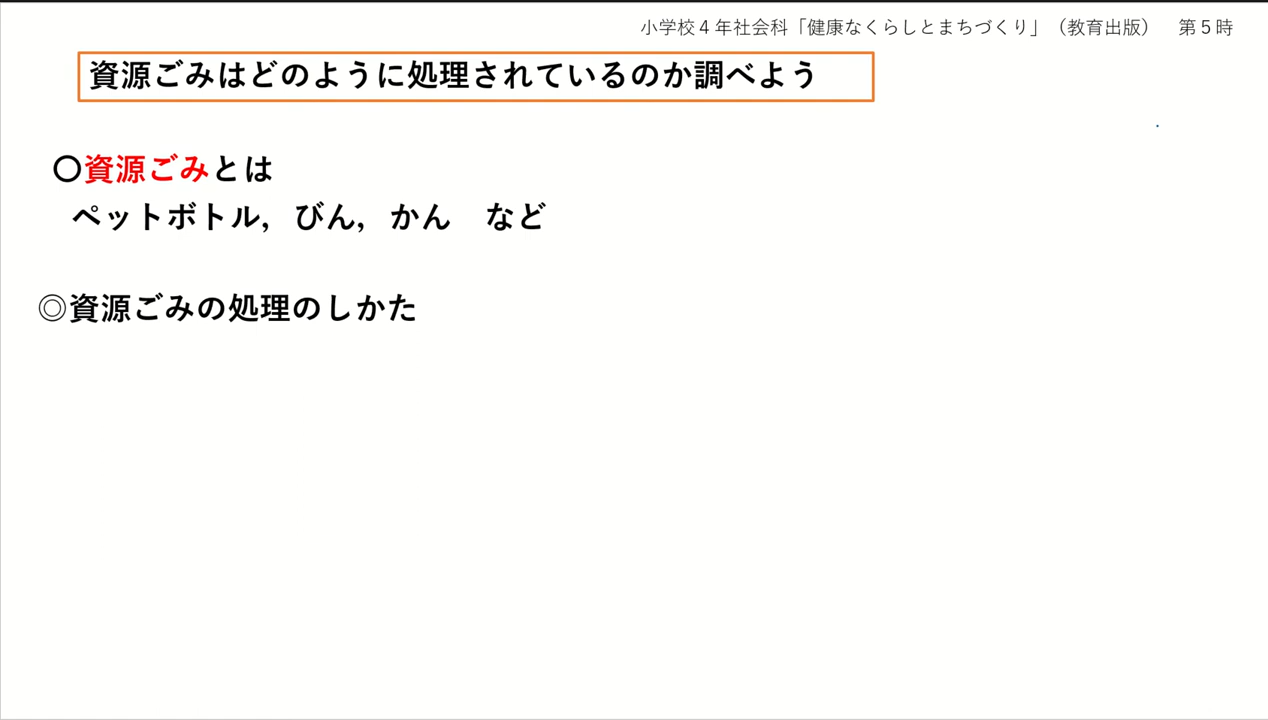 小学校４年社会科「健康なくらしとまちづくり」（教育出版）　第５時
資源ごみはどのように処理されているのか調べよう
〇資源ごみとは
ペットボトル，びん，かん　など
◎資源ごみの処理のしかた